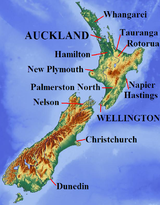 Whangarei
AUCKLAND
Tauranga
Rotorua
Hamilton
New Plymouth
Napier
Hastings
Palmerston North
Nelson
WELLINGTON
Christchurch
Dunedin